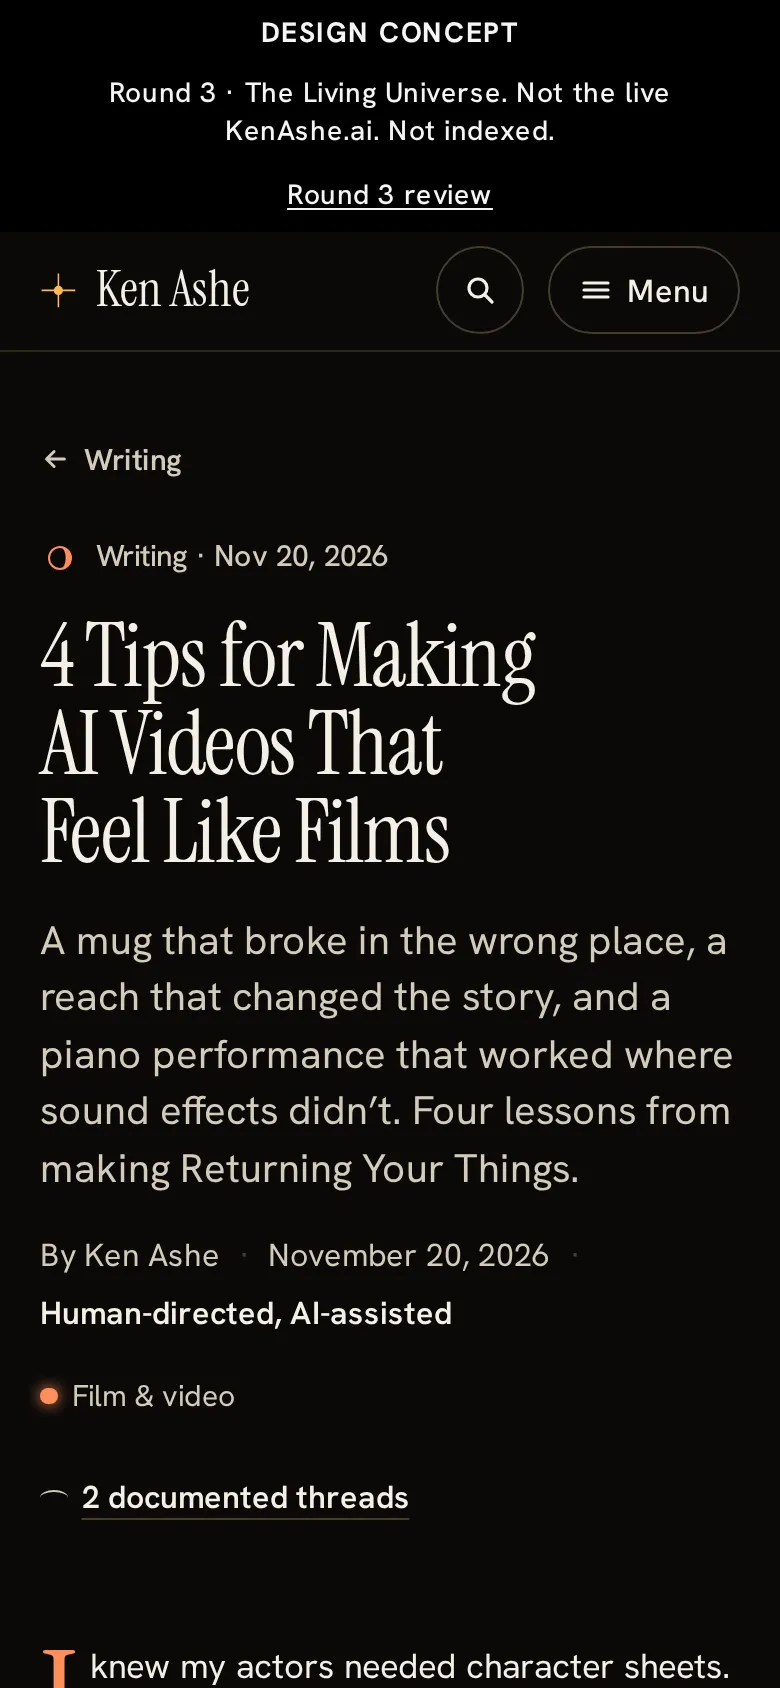 DESIGN CONCEPT
Round 3 · The Living Universe. Not the live
KenAshe.ai. Not indexed.
Round 3 review
Ken Ashe
Menu
← Writing
Writing · Nov 20, 2026
4 Tips for Making
AI Videos That
Feel Like Films
A mug that broke in the wrong place, a
reach that changed the story, and a
piano performance that worked where
sound effects didn’t. Four lessons from
making Returning Your Things.
By Ken Ashe · November 20, 2026 ·
Human-directed, AI-assisted
Film & video
2 documented threads
I knew my actors needed character sheets.